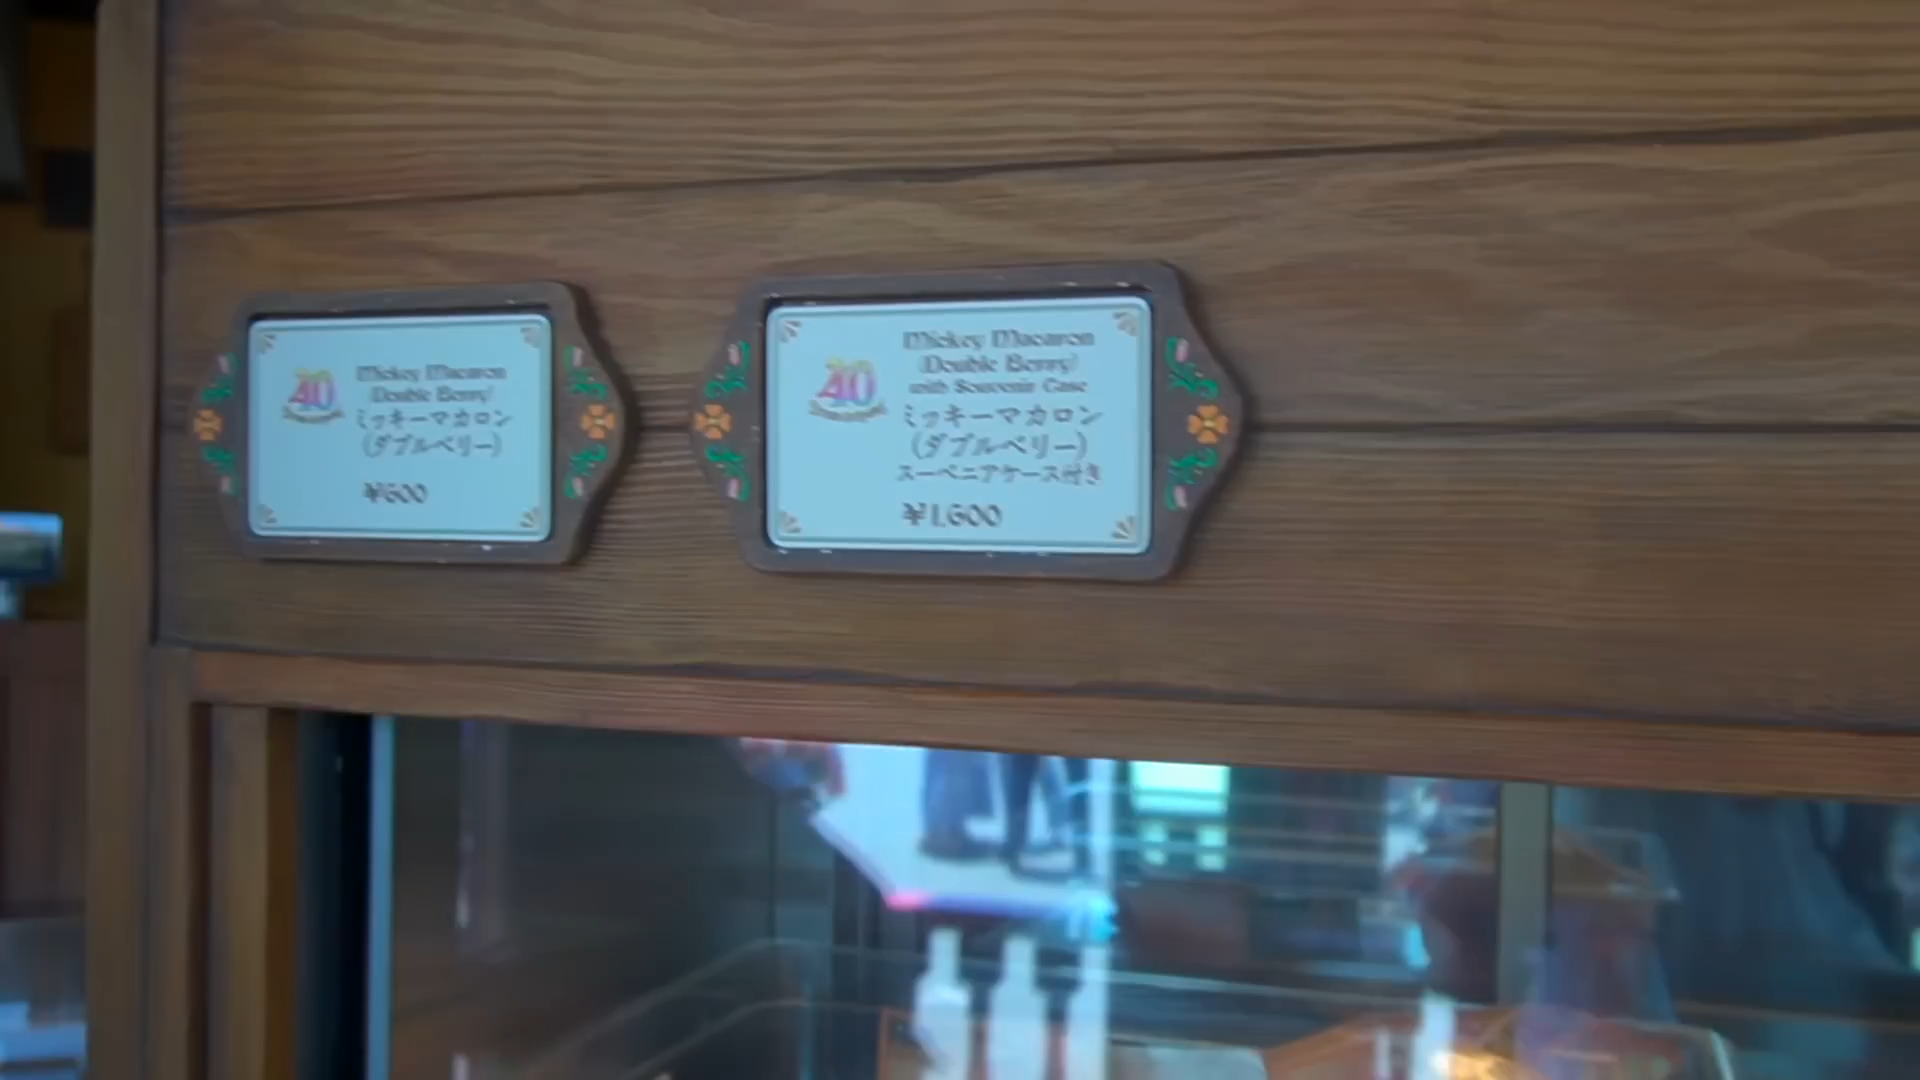 40
Mickey Macaron
(Double Berry)
ミッキーマカロン
(ダブルベリー)
¥600
40
Mickey Macaron
(Double Berry)
with Souvenir Case
ミッキーマカロン
(ダブルベリー)
スーベニアケース付き
¥1,600